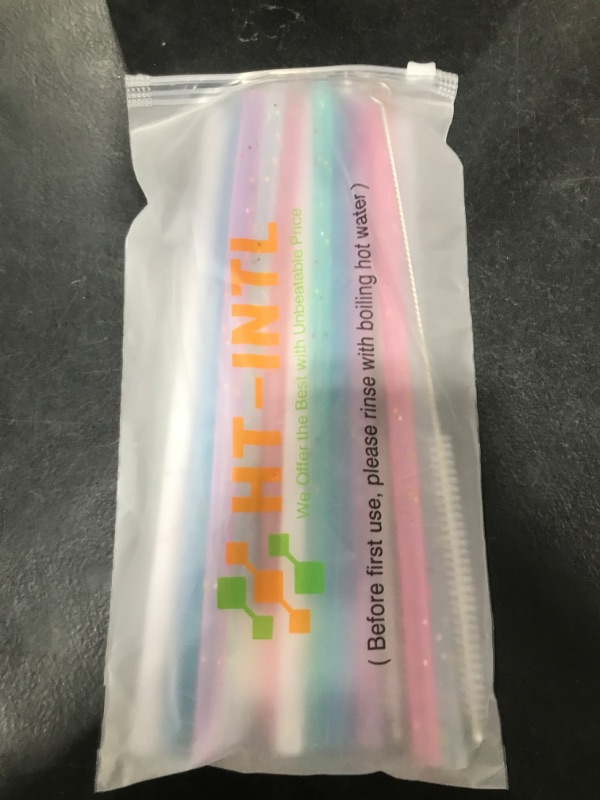 HT-INTL
We Offer the Best with Unbeatable Price
( Before first use, please rinse with boiling hot water )